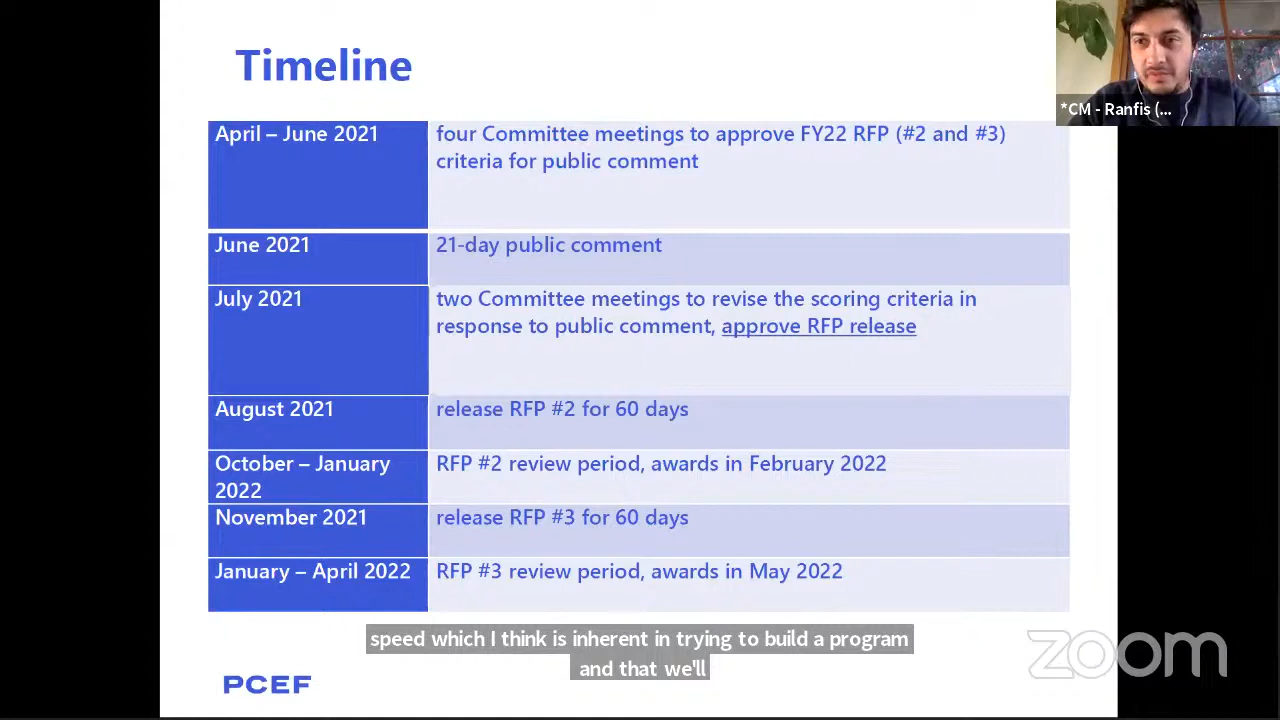 Timeline
*CM - Ranfis (...
April – June 2021
four Committee meetings to approve FY22 RFP (#2 and #3)
criteria for public comment
June 2021
21-day public comment
July 2021
two Committee meetings to revise the scoring criteria in
response to public comment, approve RFP release
August 2021
release RFP #2 for 60 days
October – January
2022
RFP #2 review period, awards in February 2022
November 2021
release RFP #3 for 60 days
January – April 2022
RFP #3 review period, awards in May 2022
speed which I think is inherent in trying to build a program
and that we'll
PCEF
zoom